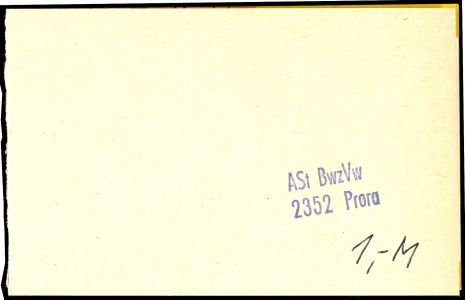 ASt BwzVw
2352 Prora
1,-M